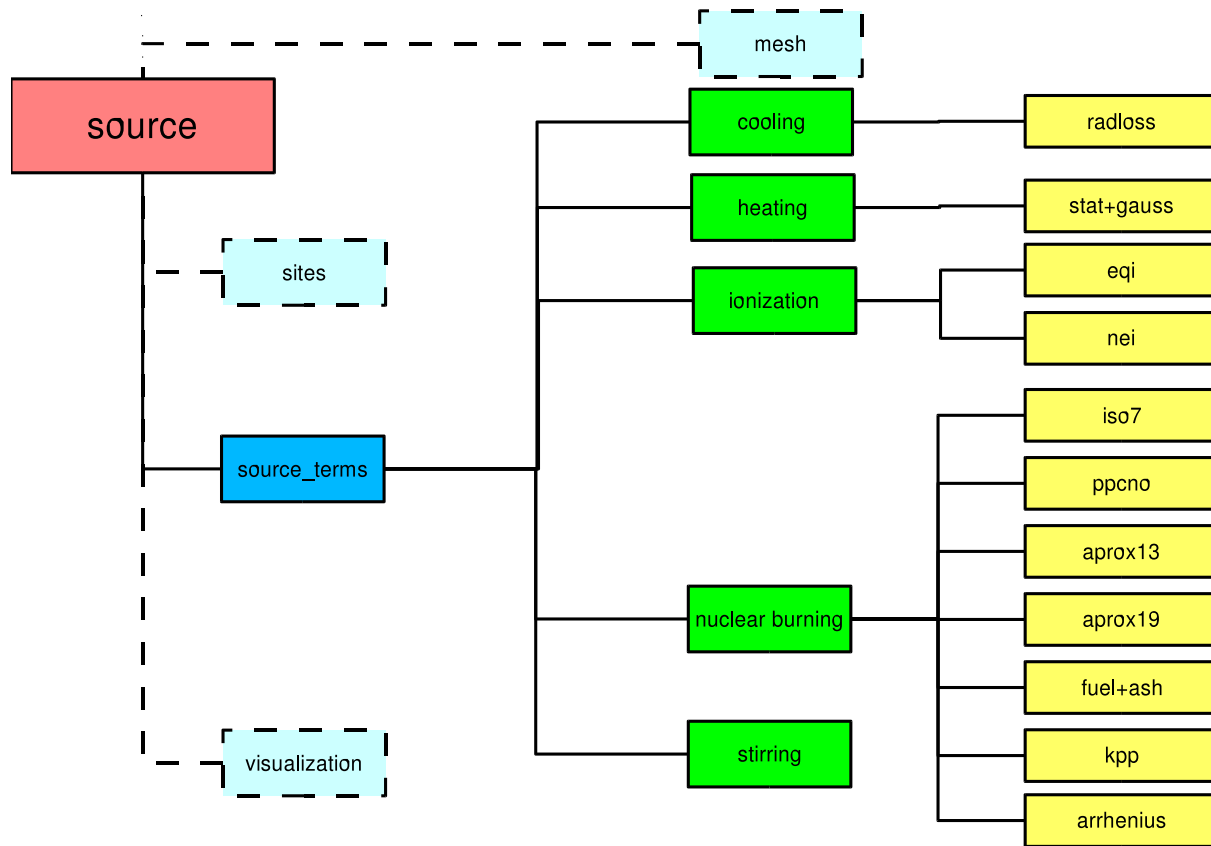 mesh
source
cooling
radloss
heating
stat+gauss
sites
eqi
ionization
nei
iso7
source_terms
ppcno
aprox13
nuclear burning
aprox19
fuel+ash
visualization
stirring
kpp
arrhenius